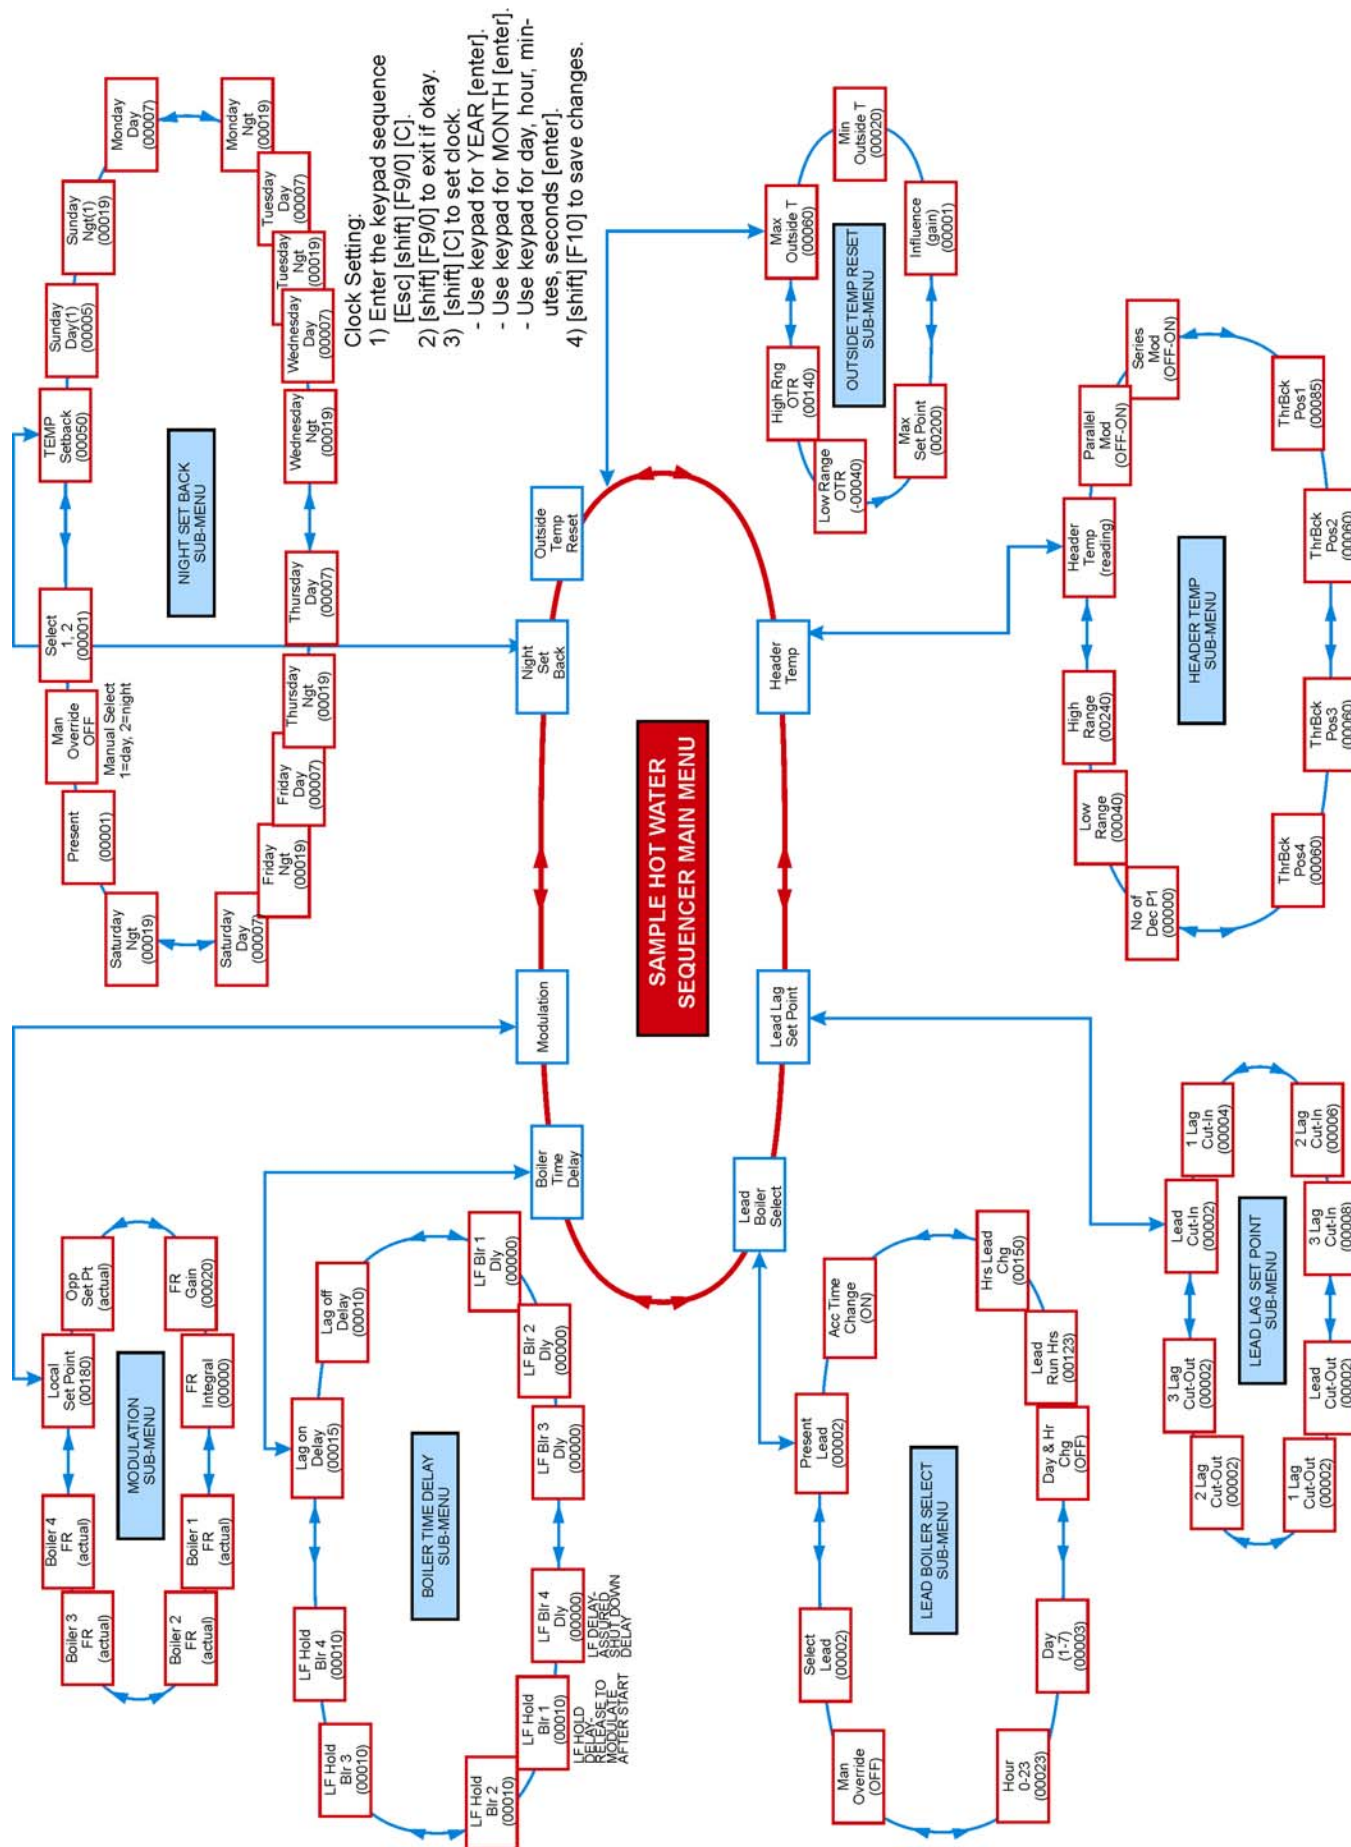 SAMPLE HOT WATER
SEQUENCER MAIN MENU
Boiler
Time
Delay
Modulation
Night
Set
Back
Outside
Temp
Reset
Header
Temp
Lead Lag
Set Point
Lead
Boiler
Select
MODULATION
SUB-MENU
Boiler 3
FR
(actual)
Boiler 4
FR
(actual)
Local
Set Point
(00180)
Opp
Set Pt
(actual)
FR
Gain
(00020)
FR
Integral
(00000)
Boiler 1
FR
(actual)
Boiler 2
FR
(actual)
BOILER TIME DELAY
SUB-MENU
LF Hold
Blr 3
(00010)
LF Hold
Blr 4
(00010)
Lag on
Delay
(00015)
Lag off
Delay
(00010)
LF Blr 1
Dly
(00000)
LF Blr 2
Dly
(00000)
LF Blr 3
Dly
(00000)
LF Blr 4
Dly
(00000)
LF DELAY-
ASSURED
SHUT DOWN
DELAY
LF Hold
Blr 1
(00010)
LF HOLD
DELAY-
RELEASE TO
MODULATE
AFTER START
LF Hold
Blr 2
(00010)
NIGHT SET BACK
SUB-MENU
Saturday
Ngt
(00019)
Present
(00001)
Man
Override
OFF
Manual Select
1=day, 2=night
Select
1, 2
(00001)
TEMP
Setback
(00050)
Sunday
Day(1)
(00005)
Sunday
Ngt(1)
(00019)
Monday
Day
(00007)
Monday
Ngt
(00019)
Tuesday
Day
(00007)
Tuesday
Ngt
(00019)
Wednesday
Day
(00007)
Wednesday
Ngt
(00019)
Thursday
Day
(00007)
Thursday
Ngt
(00019)
Friday
Day
(00007)
Friday
Ngt
(00019)
Saturday
Day
(00007)
Clock Setting:
1) Enter the keypad sequence
[Esc] [shift] [F9/0] [C].
2) [shift] [F9/0] to exit if okay.
3) [shift] [C] to set clock.
- Use keypad for YEAR [enter].
- Use keypad for MONTH [enter].
- Use keypad for day, hour, min-
utes, seconds [enter].
4) [shift] [F10] to save changes.
OUTSIDE TEMP RESET
SUB-MENU
Low Range
OTR
(-00040)
High Rng
OTR
(00140)
Max
Outside T
(00060)
Min
Outside T
(00020)
Influence
(gain)
(00001)
Max
Set Point
(00200)
LEAD BOILER SELECT
SUB-MENU
Man
Override
(OFF)
Select
Lead
(00002)
Present
Lead
(00002)
Acc Time
Change
(ON)
Hrs Lead
Chg
(00150)
Lead
Run Hrs
(00123)
Day & Hr
Chg
(OFF)
Day
(1-7)
(00003)
Hour
0-23
(00023)
LEAD LAG SET POINT
SUB-MENU
2 Lag
Cut-Out
(00002)
3 Lag
Cut-Out
(00002)
Lead
Cut-In
(00002)
1 Lag
Cut-In
(00004)
2 Lag
Cut-In
(00006)
3 Lag
Cut-In
(00008)
Lead
Cut-Out
(00002)
1 Lag
Cut-Out
(00002)
HEADER TEMP
SUB-MENU
No of
Dec P1
(00000)
Low
Range
(00040)
High
Range
(00240)
Header
Temp
(reading)
Parallel
Mod
(OFF-ON)
Series
Mod
(OFF-ON)
ThrBck
Pos1
(00085)
ThrBck
Pos2
(00060)
ThrBck
Pos3
(00060)
ThrBck
Pos4
(00060)